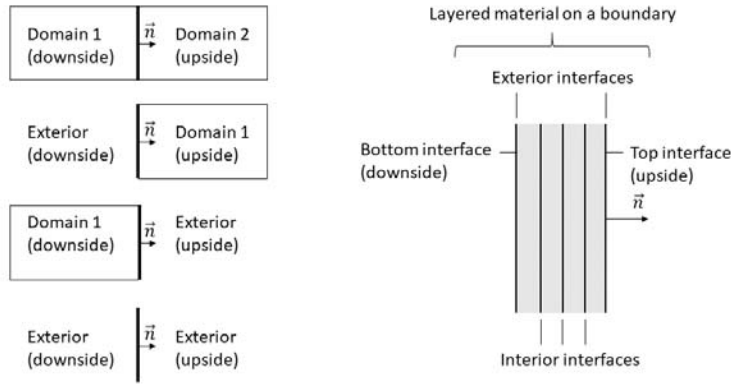 Domain 1
(downside)
n
Domain 2
(upside)
Exterior
(downside)
n
Domain 1
(upside)
Domain 1
(downside)
n
Exterior
(upside)
Exterior
(downside)
n
Exterior
(upside)
Layered material on a boundary
Exterior interfaces
Bottom interface
(downside)
Top interface
(upside)
n
Interior interfaces